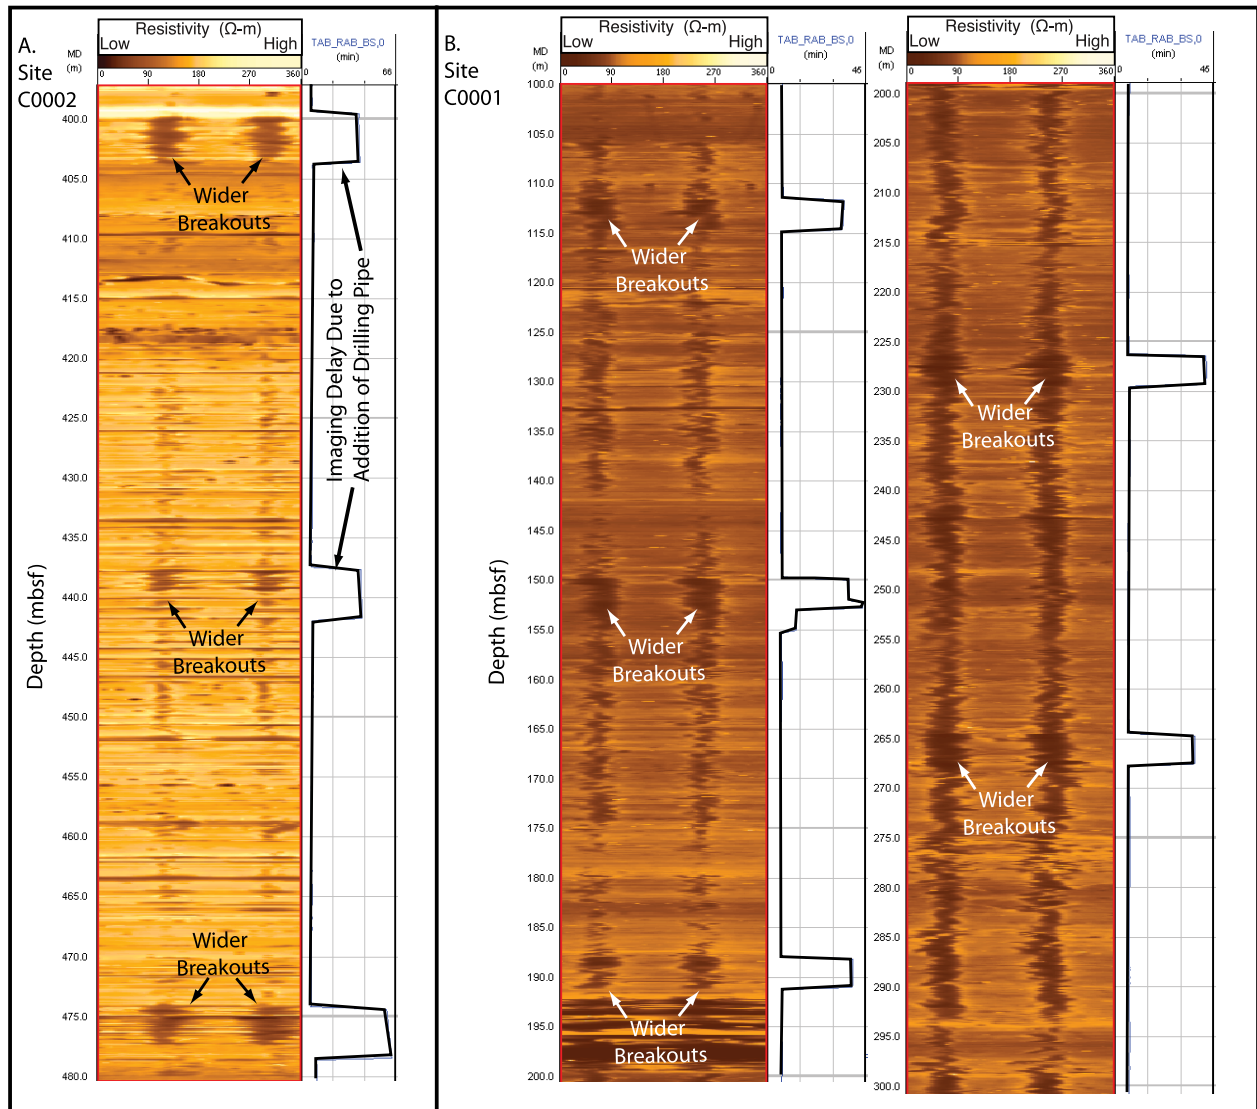 A.
Site
C0002
MD
(m)
Resistivity (Ω-m)
Low High
0 90 180 270 360
TAB_RAB_BS,0
(min)
0 66
400.0
405.0
410.0
415.0
420.0
425.0
430.0
435.0
440.0
445.0
450.0
455.0
460.0
465.0
470.0
475.0
480.0
Depth (mbsf)
Wider
Breakouts
Imaging Delay Due to
Addition of Drilling Pipe
Wider
Breakouts
Wider
Breakouts
B.
Site
C0001
MD
(m)
Resistivity (Ω-m)
Low High
0 90 180 270 360
TAB_RAB_BS,0
(min)
0 45
100.0
105.0
110.0
115.0
120.0
125.0
130.0
135.0
140.0
145.0
150.0
155.0
160.0
165.0
170.0
175.0
180.0
185.0
190.0
195.0
200.0
Depth (mbsf)
Wider
Breakouts
Wider
Breakouts
Wider
Breakouts
MD
(m)
Resistivity (Ω-m)
Low High
0 90 180 270 360
TAB_RAB_BS,0
(min)
0 45
200.0
205.0
210.0
215.0
220.0
225.0
230.0
235.0
240.0
245.0
250.0
255.0
260.0
265.0
270.0
275.0
280.0
285.0
290.0
295.0
300.0
Wider
Breakouts
Wider
Breakouts